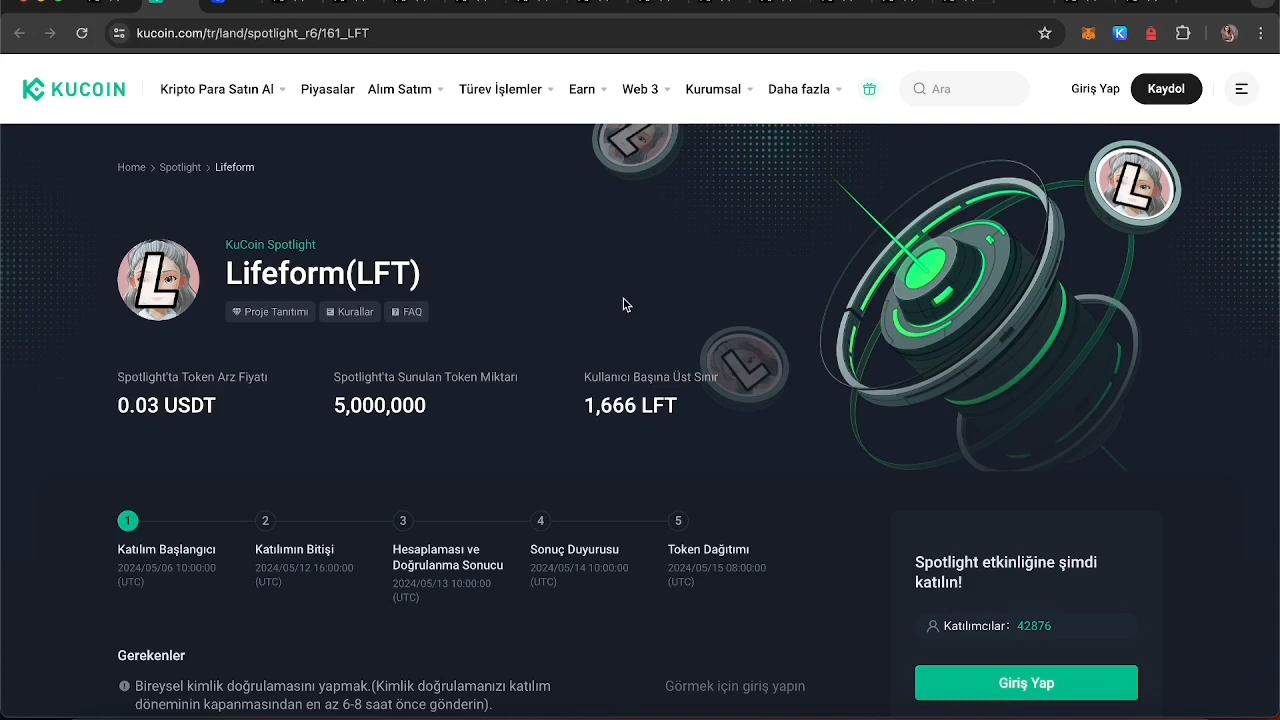 kucoin.com/tr/land/spotlight_r6/161_LFT
KUCOIN
Kripto Para Satın Al
Piyasalar
Alım Satım
Türev İşlemler
Earn
Web 3
Kurumsal
Daha fazla
Ara
Giriş Yap
Kaydol
Home > Spotlight > Lifeform
KuCoin Spotlight
Lifeform(LFT)
Proje Tanıtımı
Kurallar
FAQ
Spotlight'ta Token Arz Fiyatı
0.03 USDT
Spotlight'ta Sunulan Token Miktarı
5,000,000
Kullanıcı Başına Üst Sınır
1,666 LFT
1
Katılım Başlangıcı
2024/05/06 10:00:00
(UTC)
2
Katılımın Bitişi
2024/05/12 16:00:00
(UTC)
3
Hesaplaması ve
Doğrulanma Sonucu
2024/05/13 10:00:00
(UTC)
4
Sonuç Duyurusu
2024/05/14 10:00:00
(UTC)
5
Token Dağıtımı
2024/05/15 08:00:00
(UTC)
Spotlight etkinliğine şimdi
katılın!
Katılımcılar: 42876
Giriş Yap
Gerekenler
Bireysel kimlik doğrulamasını yapmak.(Kimlik doğrulamanızı katılım
döneminin kapanmasından en az 6-8 saat önce gönderin).
Görmek için giriş yapın
L
L
L
L
K